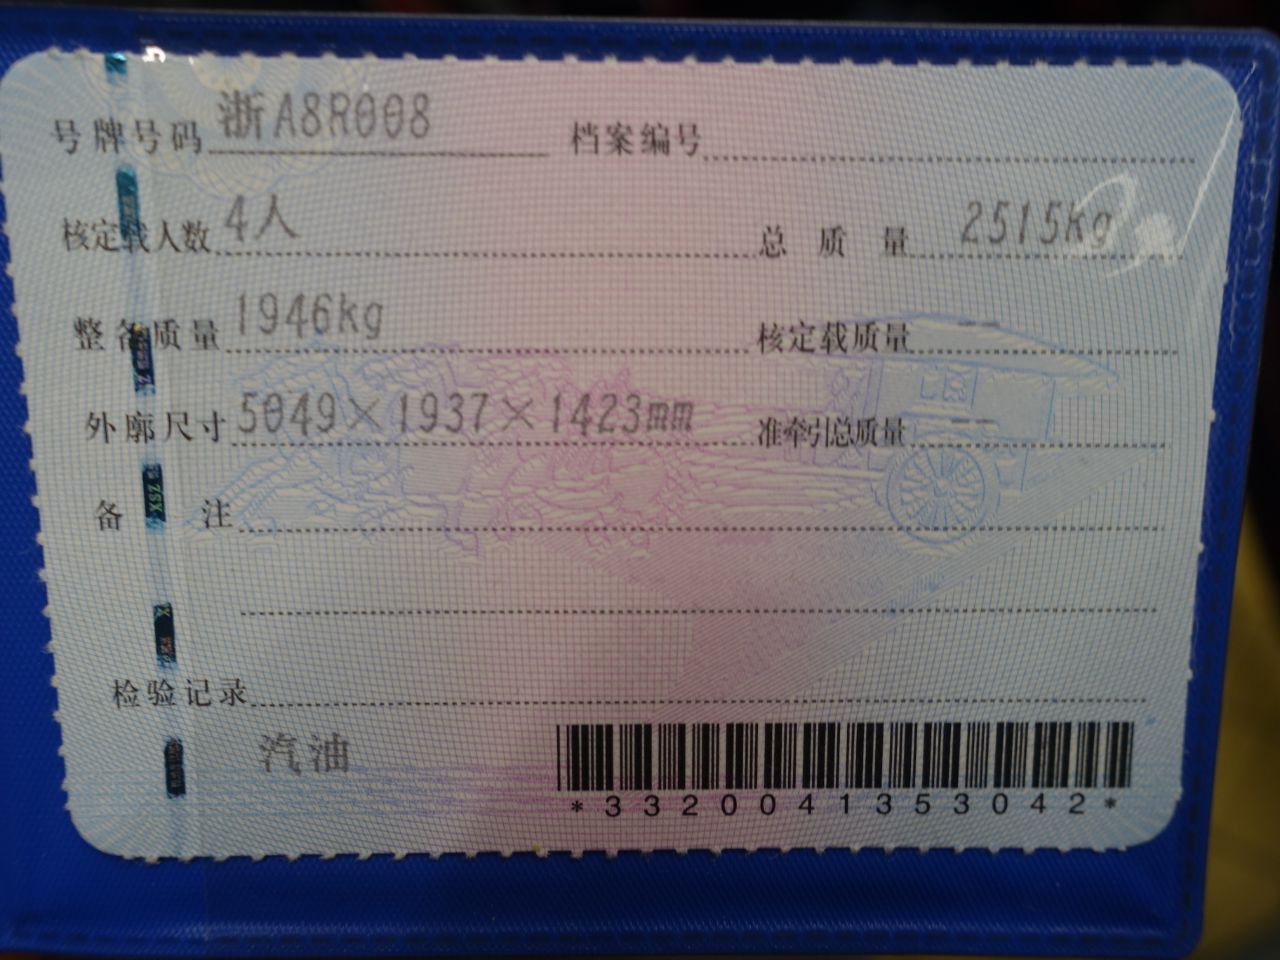 号牌号码 浙A8R008 档案编号
核定载人数 4人 总质量 2515kg
整备质量 1946kg 核定载质量 --
外廓尺寸 5049×1937×1423mm 准牵引总质量 --
备注
检验记录
汽油
*3320041353042*